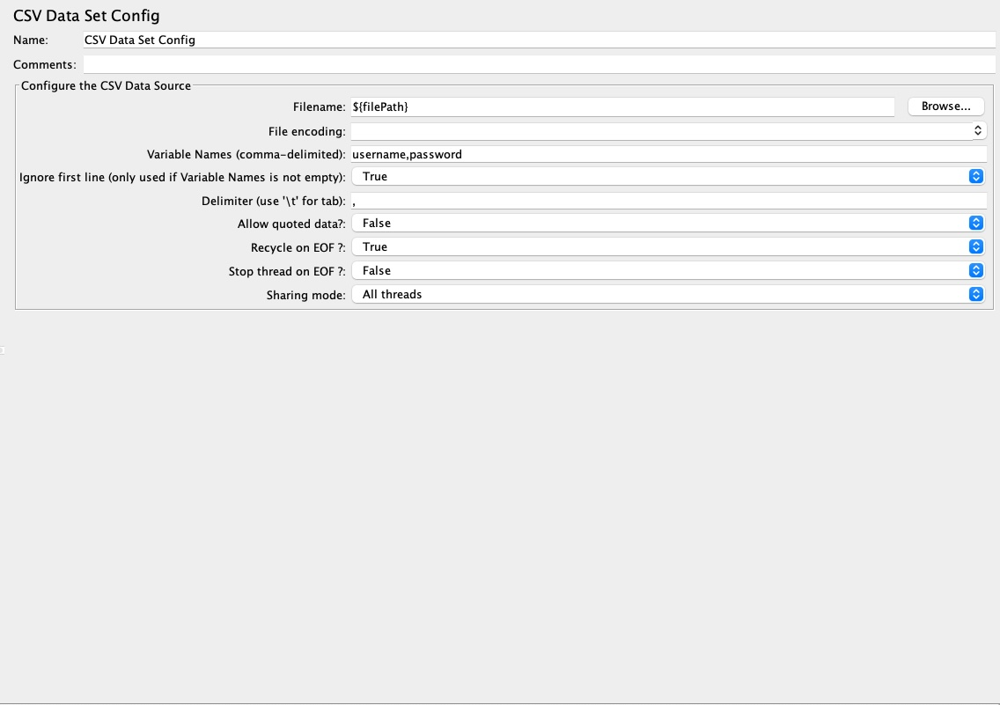 CSV Data Set Config
Name: CSV Data Set Config
Comments:
Configure the CSV Data Source
Filename: ${filePath} Browse...
File encoding:
Variable Names (comma-delimited): username,password
Ignore first line (only used if Variable Names is not empty): True
Delimiter (use '\t' for tab): ,
Allow quoted data?: False
Recycle on EOF ?: True
Stop thread on EOF ?: False
Sharing mode: All threads